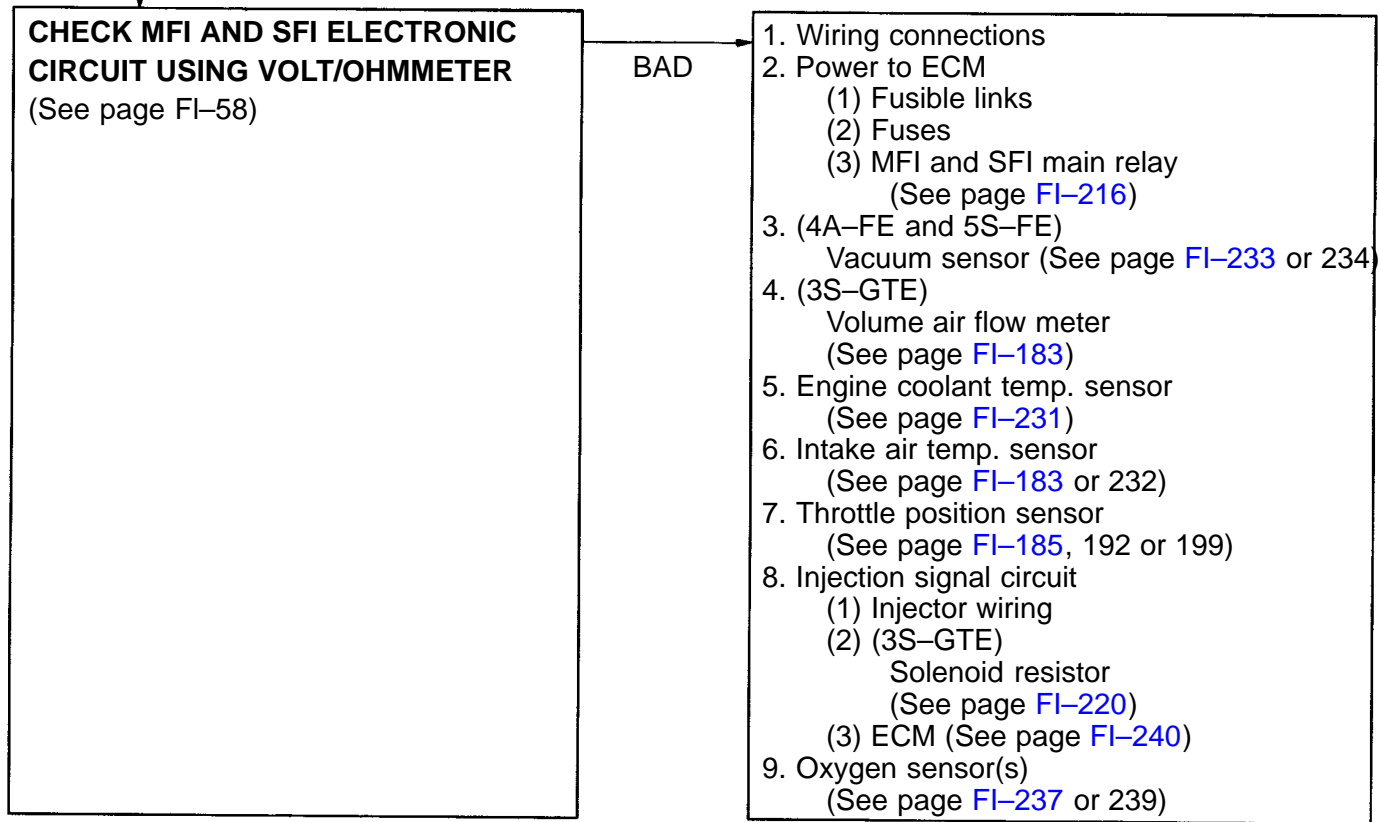 CHECK MFI AND SFI ELECTRONIC
CIRCUIT USING VOLT/OHMMETER
(See page FI–58)
BAD
1. Wiring connections
2. Power to ECM
(1) Fusible links
(2) Fuses
(3) MFI and SFI main relay
(See page FI–216)
3. (4A–FE and 5S–FE)
Vacuum sensor (See page FI–233 or 234)
4. (3S–GTE)
Volume air flow meter
(See page FI–183)
5. Engine coolant temp. sensor
(See page FI–231)
6. Intake air temp. sensor
(See page FI–183 or 232)
7. Throttle position sensor
(See page FI–185, 192 or 199)
8. Injection signal circuit
(1) Injector wiring
(2) (3S–GTE)
Solenoid resistor
(See page FI–220)
(3) ECM (See page FI–240)
9. Oxygen sensor(s)
(See page FI–237 or 239)